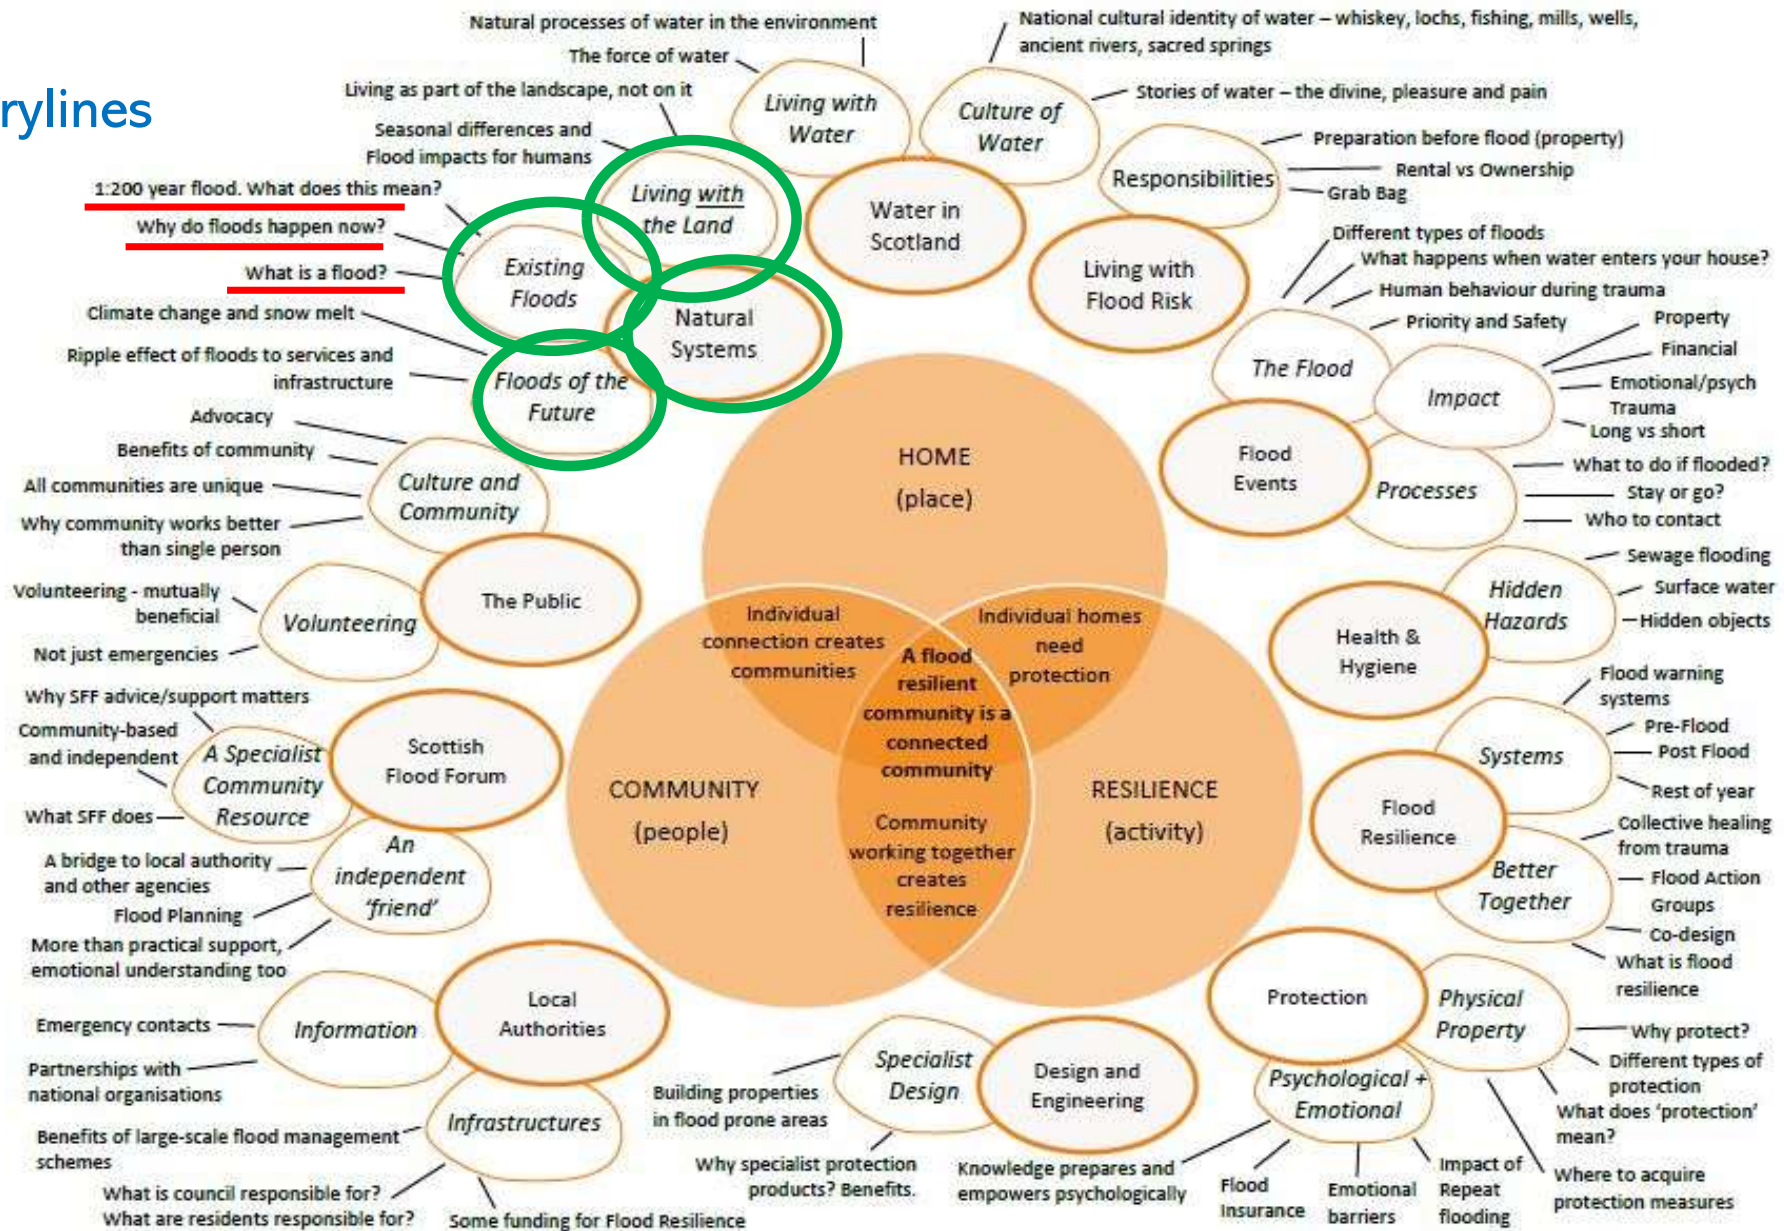 rylines
Natural processes of water in the environment
The force of water
Living as part of the landscape, not on it
Seasonal differences and
Flood impacts for humans
1:200 year flood. What does this mean?
Why do floods happen now?
What is a flood?
Climate change and snow melt
Ripple effect of floods to services and
infrastructure
Living with
Water
Culture of
Water
National cultural identity of water – whiskey, lochs, fishing, mills, wells,
ancient rivers, sacred springs
Stories of water – the divine, pleasure and pain
Living with
the Land
Existing
Floods
Floods of the
Future
Natural
Systems
Water in
Scotland
Responsibilities
Preparation before flood (property)
Rental vs Ownership
Grab Bag
Living with
Flood Risk
Different types of floods
What happens when water enters your house?
Human behaviour during trauma
Priority and Safety
The Flood
Impact
Property
Financial
Emotional/psych
Trauma
Long vs short
Flood
Events
Processes
What to do if flooded?
Stay or go?
Who to contact
Advocacy
Benefits of community
All communities are unique
Why community works better
than single person
Culture and
Community
Volunteering - mutually
beneficial
Not just emergencies
Volunteering
The Public
HOME
(place)
Individual
connection creates
communities
Individual homes
need
protection
A flood
resilient
community is a
connected
community
Community
working together
creates
resilience
COMMUNITY
(people)
RESILIENCE
(activity)
Hidden
Hazards
Sewage flooding
Surface water
Hidden objects
Health &
Hygiene
Systems
Flood warning
systems
Pre-Flood
Post Flood
Rest of year
Flood
Resilience
Better
Together
Collective healing
from trauma
Flood Action
Groups
Co-design
What is flood
resilience
Why SFF advice/support matters
Community-based
and independent
What SFF does
A Specialist
Community
Resource
Scottish
Flood Forum
An
independent
‘friend’
A bridge to local authority
and other agencies
Flood Planning
More than practical support,
emotional understanding too
Information
Local
Authorities
Emergency contacts
Partnerships with
national organisations
Infrastructures
Benefits of large-scale flood management
schemes
What is council responsible for?
What are residents responsible for?
Some funding for Flood Resilience
Specialist
Design
Design and
Engineering
Building properties
in flood prone areas
Why specialist protection
products? Benefits.
Protection
Physical
Property
Why protect?
Different types of
protection
What does ‘protection’
mean?
Where to acquire
protection measures
Psychological +
Emotional
Knowledge prepares and
empowers psychologically
Flood
Insurance
Emotional
barriers
Impact of
Repeat
flooding